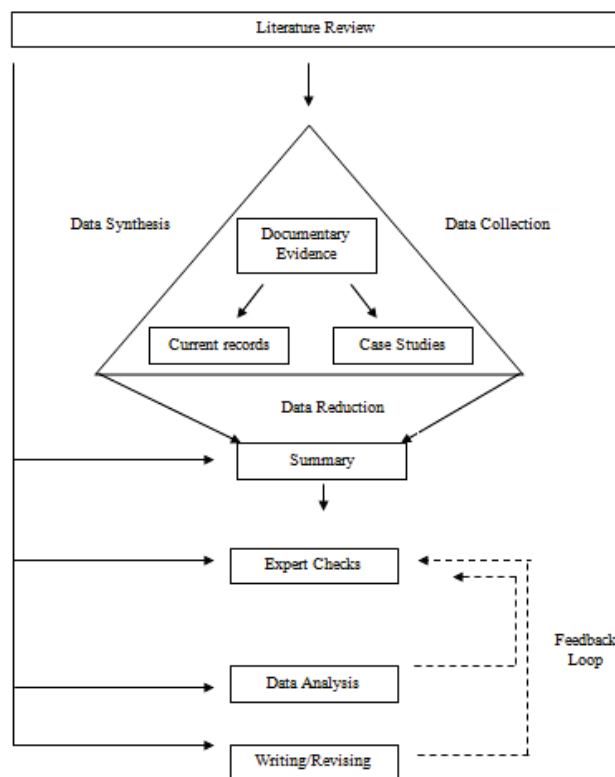 Literature Review
Data Synthesis
Data Collection
Documentary
Evidence
Current records
Case Studies
Data Reduction
Summary
Expert Checks
Feedback
Loop
Data Analysis
Writing/Revising